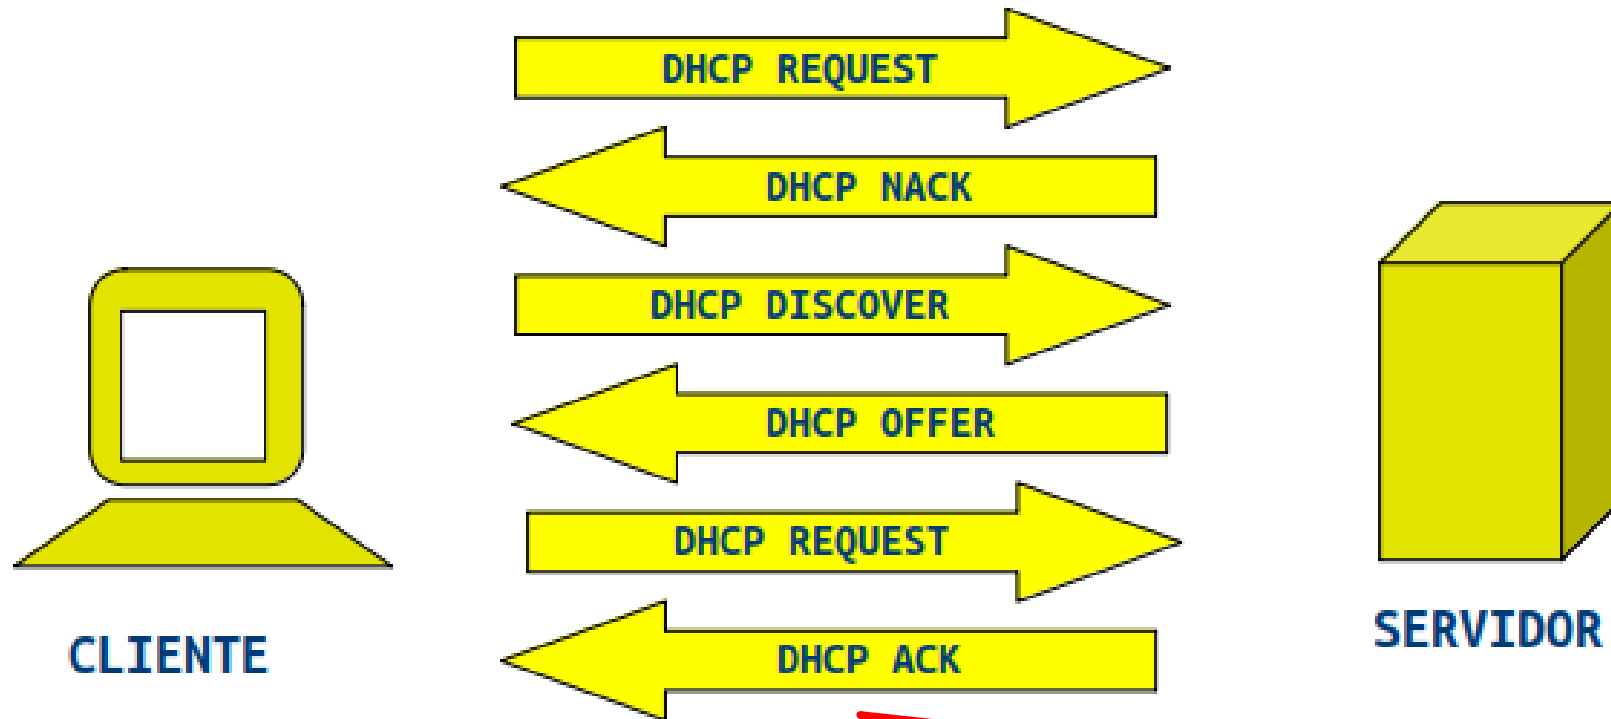 DHCP REQUEST
DHCP NACK
DHCP DISCOVER
DHCP OFFER
DHCP REQUEST
DHCP ACK
CLIENTE
SERVIDOR